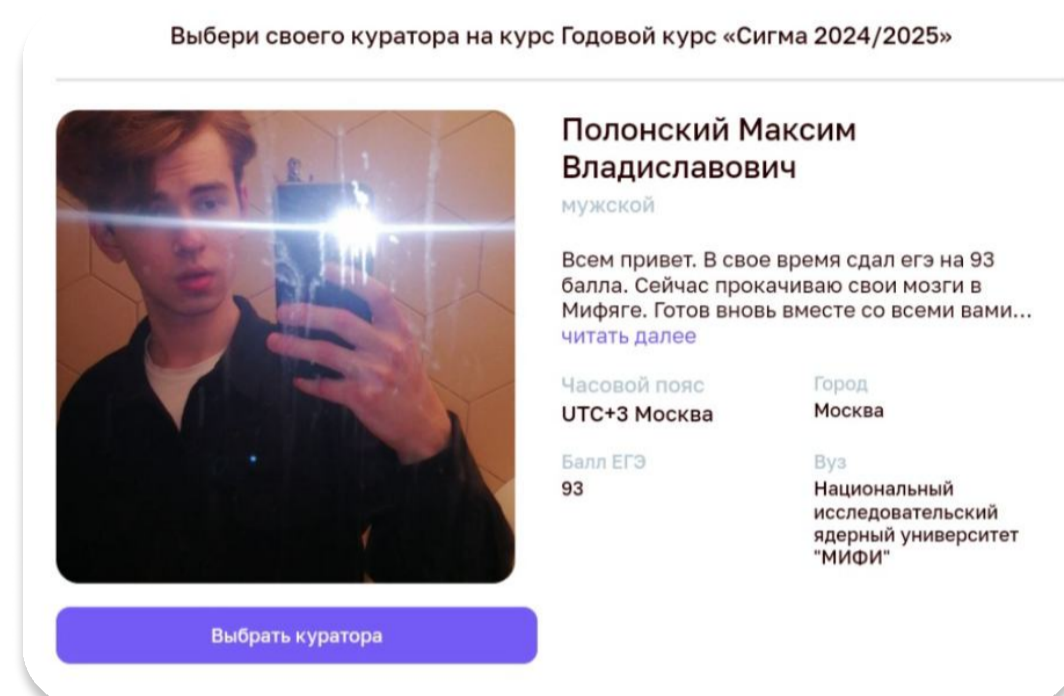 Выбери своего куратора на курс Годовой курс «Сигма 2024/2025»
Полонский Максим
Владиславович
мужской
Всем привет. В свое время сдал егэ на 93
балла. Сейчас прокачиваю свои мозги в
Мифяге. Готов вновь вместе со всеми вами...
читать далее
Часовой пояс
UTC+3 Москва
Город
Москва
Балл ЕГЭ
93
Вуз
Национальный
исследовательский
ядерный университет
"МИФИ"
Выбрать куратора